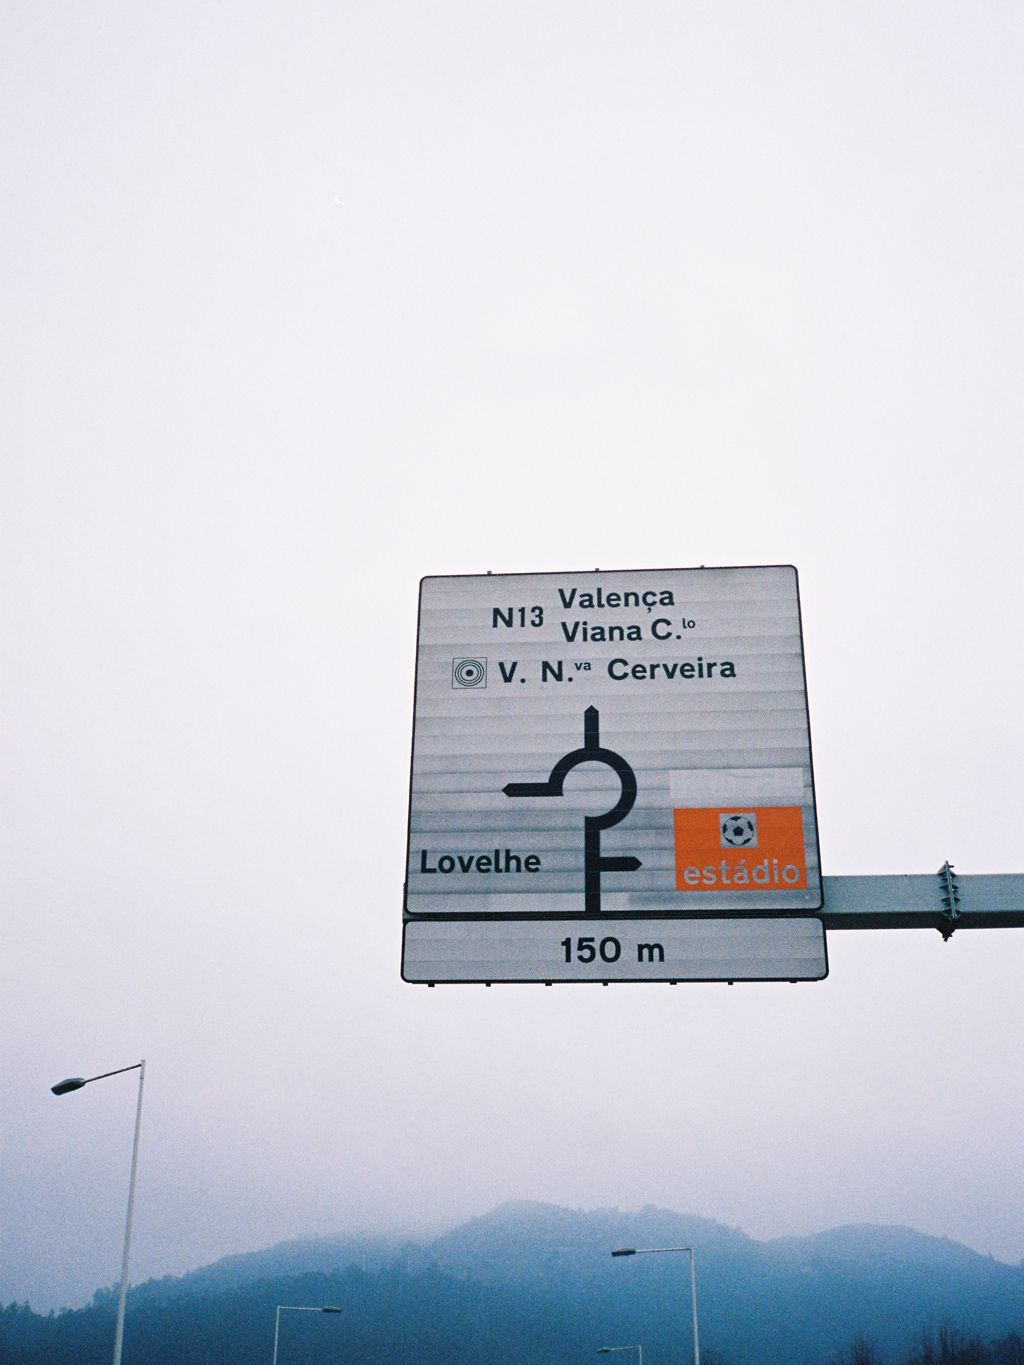 N13 Valença
Viana C.lo
V. N.va Cerveira
Lovelhe
estádio
150 m